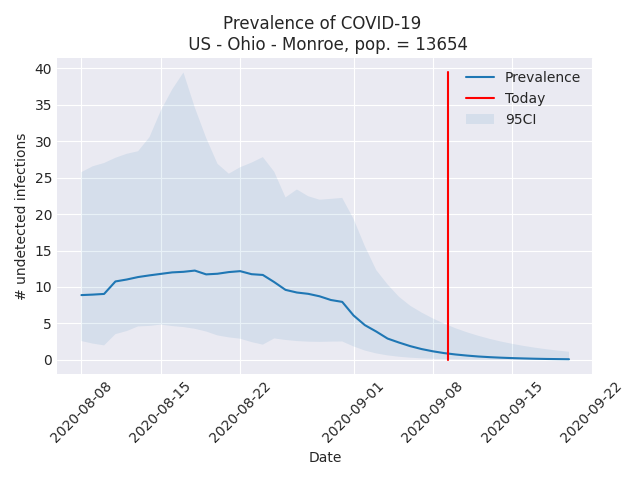 Prevalence of COVID-19
US - Ohio - Monroe, pop. = 13654
Prevalence
Today
95CI
# undetected infections
40
35
30
25
20
15
10
5
0
2020-08-08
2020-08-15
2020-08-22
2020-09-01
2020-09-08
2020-09-15
2020-09-22
Date